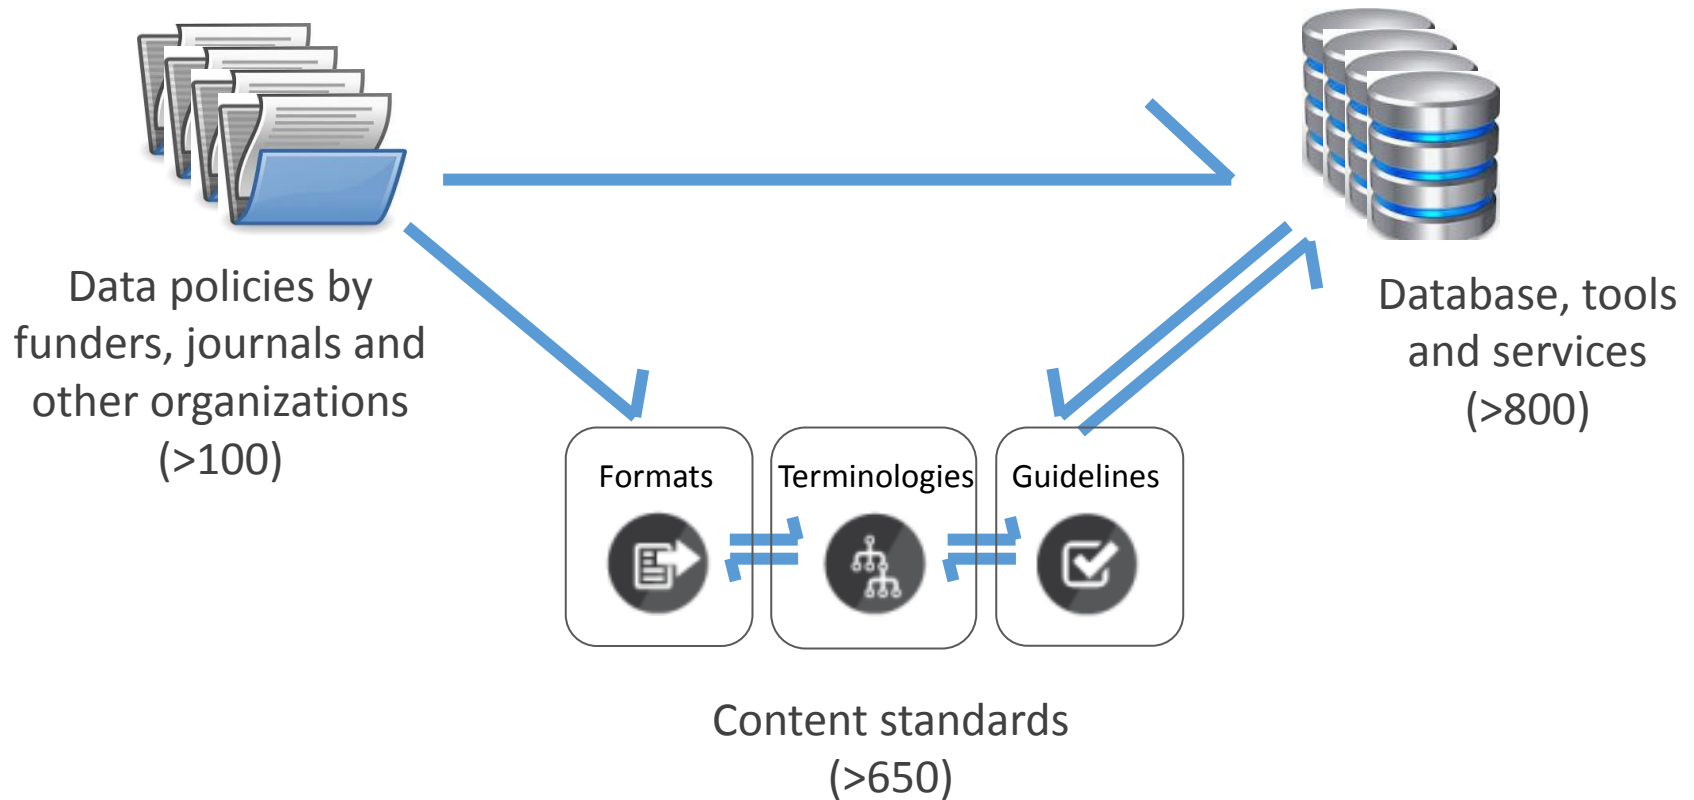 Data policies by
funders, journals and
other organizations
(>100)
Database, tools
and services
(>800)
Formats
Terminologies
Guidelines
Content standards
(>650)